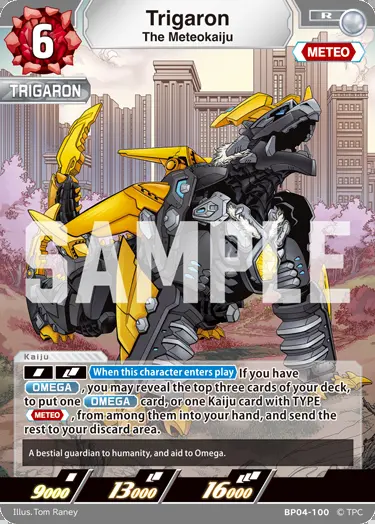 6
Trigaron
The Meteokaiju
R
METEO
TRIGARON
SAMPLE
Kaiju
When this character enters play If you have
OMEGA , you may reveal the top three cards of your deck,
to put one OMEGA card, or one Kaiju card with TYPE
METEO , from among them into your hand, and send the
rest to your discard area.
A bestial guardian to humanity, and aid to Omega.
9000 13000 16000
Illus.Tom Raney BP04-100 © TPC